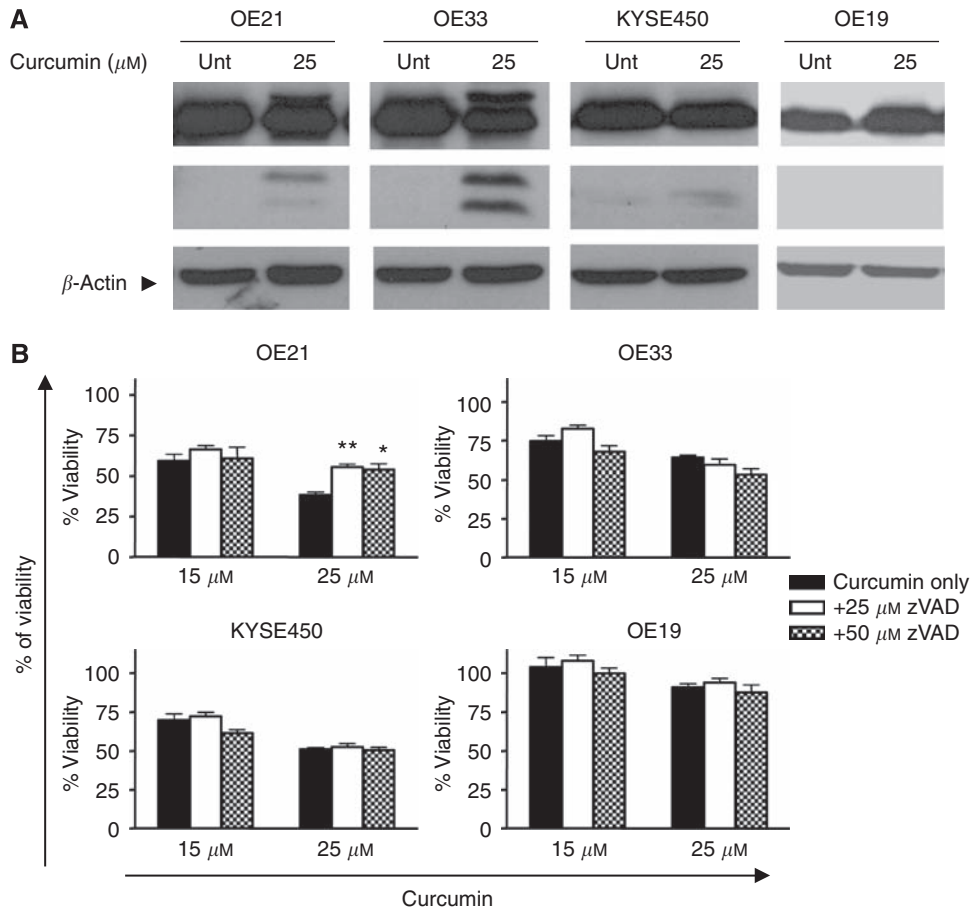 A
OE21 OE33 KYSE450 OE19
Curcumin (μM) Unt 25 Unt 25 Unt 25 Unt 25
β-Actin ►
B
OE21 OE33
100 75 50 25 0
% Viability
** *
15 μM 25 μM
100 75 50 25 0
% Viability
15 μM 25 μM
Curcumin only
+25 μM zVAD
+50 μM zVAD
KYSE450 OE19
100 75 50 25 0
% Viability
15 μM 25 μM
100 75 50 25 0
% Viability
15 μM 25 μM
% of viability
Curcumin